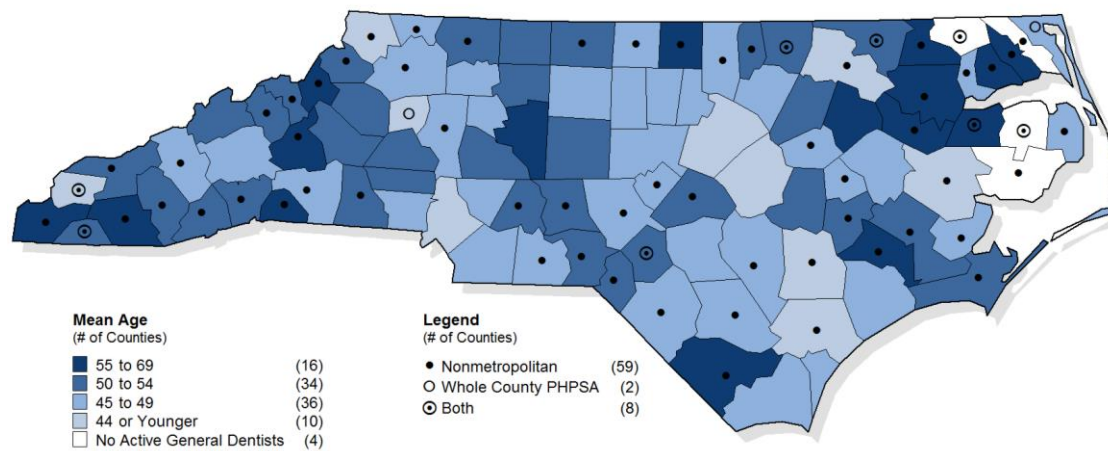 Mean Age
(# of Counties)
55 to 69 (16)
50 to 54 (34)
45 to 49 (36)
44 or Younger (10)
No Active General Dentists (4)
Legend
(# of Counties)
Nonmetropolitan (59)
Whole County PHPSA (2)
Both (8)